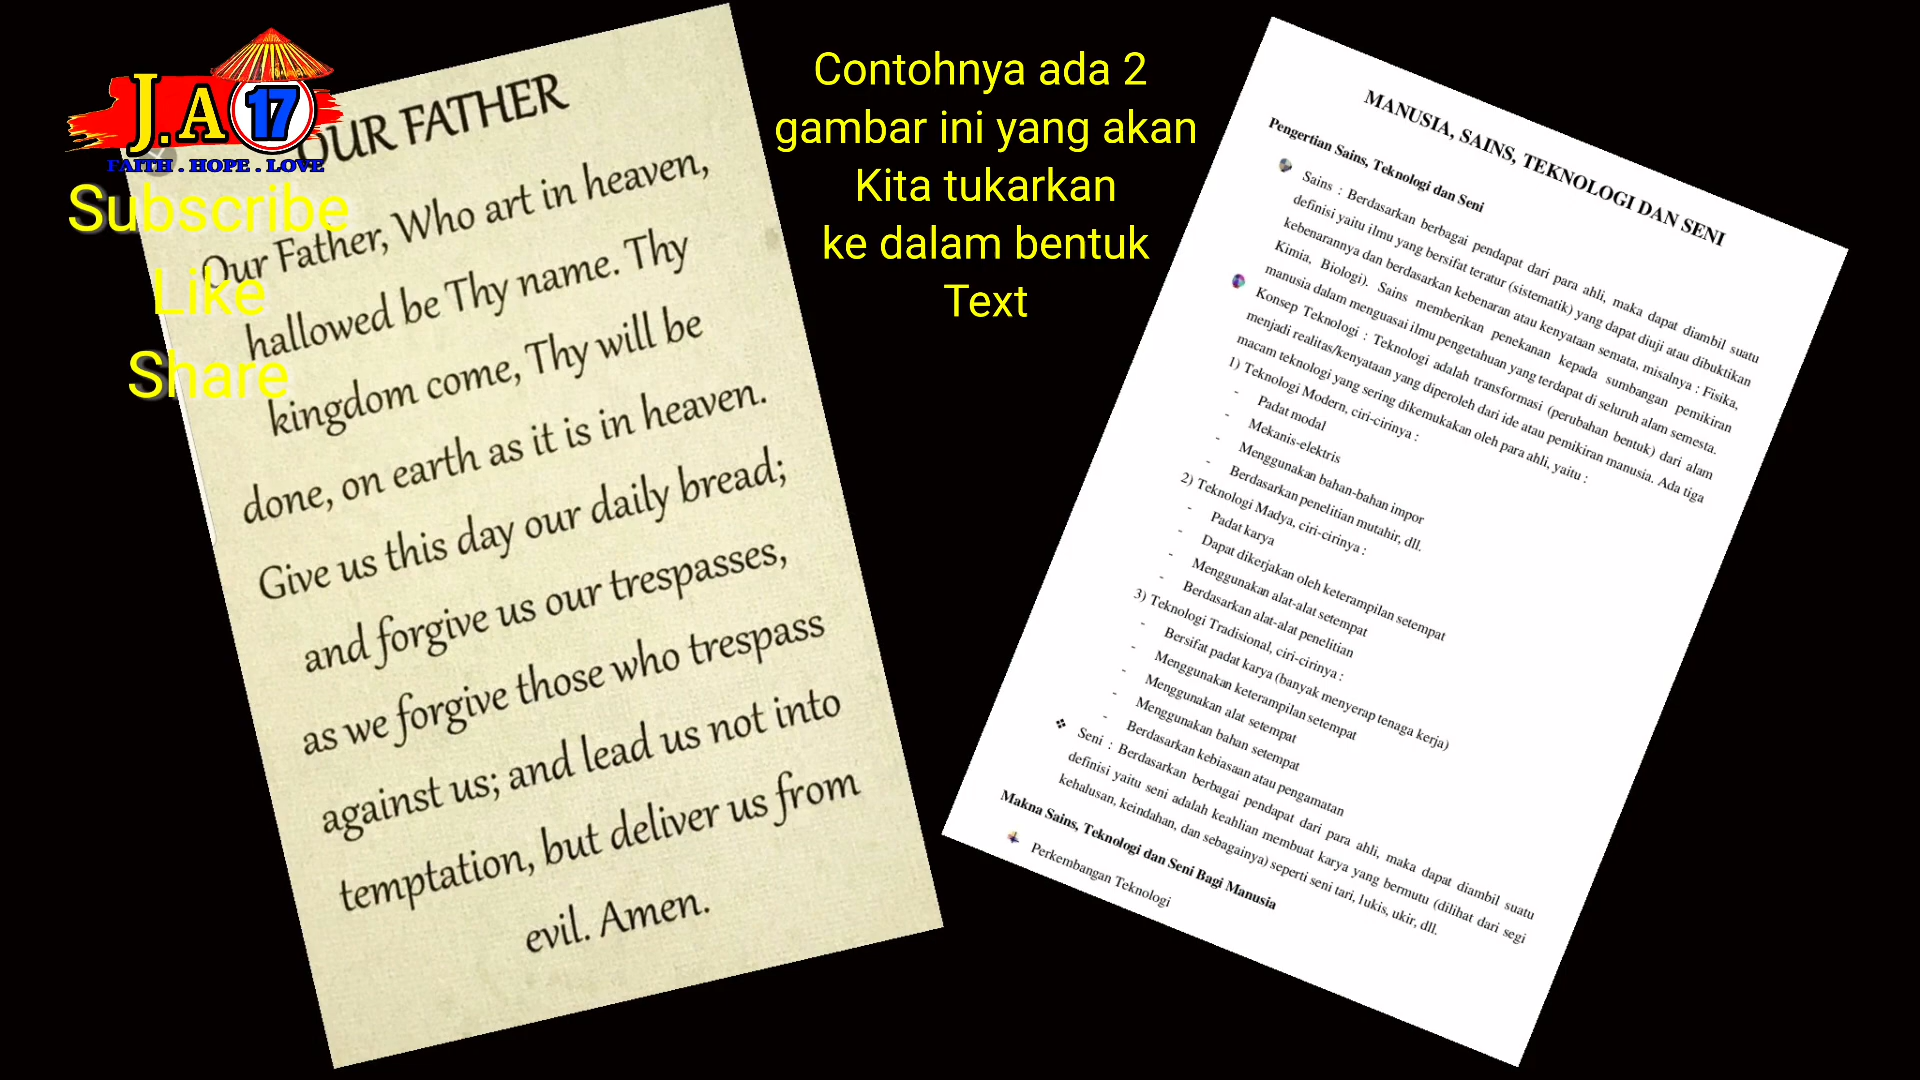 J.A 17
FAITH . HOPE . LOVE
Subscribe
Like
Share
OUR FATHER
Our Father, Who art in heaven,
hallowed be Thy name. Thy
kingdom come, Thy will be
done, on earth as it is in heaven.
Give us this day our daily bread;
and forgive us our trespasses,
as we forgive those who trespass
against us; and lead us not into
temptation, but deliver us from
evil. Amen.
Contohnya ada 2
gambar ini yang akan
Kita tukarkan
ke dalam bentuk
Text
MANUSIA, SAINS, TEKNOLOGI DAN SENI
Pengertian Sains, Teknologi dan Seni
Sains : Berdasarkan berbagai pendapat dari para ahli, maka dapat diambil suatu
definisi yaitu ilmu yang bersifat teratur (sistematik) yang dapat diuji atau dibuktikan
kebenarannya dan berdasarkan kebenaran atau kenyataan semata, misalnya : Fisika,
Kimia, Biologi). Sains memberikan penekanan kepada sumbangan pemikiran
manusia dalam menguasai ilmu pengetahuan yang terdapat di seluruh alam semesta.
Konsep Teknologi : Teknologi adalah transformasi (perubahan bentuk) dari alam
menjadi realitas/kenyataan yang diperoleh dari ide atau pemikiran manusia. Ada tiga
macam teknologi yang sering dikemukakan oleh para ahli, yaitu :
1) Teknologi Modern, ciri-cirinya :
- Padat modal
- Mekanis-elektris
- Menggunakan bahan-bahan impor
- Berdasarkan penelitian mutahir, dll.
2) Teknologi Madya, ciri-cirinya :
- Padat karya
- Dapat dikerjakan oleh keterampilan setempat
- Menggunakan alat-alat setempat
- Berdasarkan alat-alat penelitian
3) Teknologi Tradisional, ciri-cirinya :
- Bersifat padat karya (banyak menyerap tenaga kerja)
- Menggunakan keterampilan setempat
- Menggunakan alat setempat
- Menggunakan bahan setempat
- Berdasarkan kebiasaan atau pengamatan
Seni : Berdasarkan berbagai pendapat dari para ahli, maka dapat diambil suatu
definisi yaitu seni adalah keahlian membuat karya yang bermutu (dilihat dari segi
kehalusan, keindahan, dan sebagainya) seperti seni tari, lukis, ukir, dll.
Makna Sains, Teknologi dan Seni Bagi Manusia
Perkembangan Teknologi